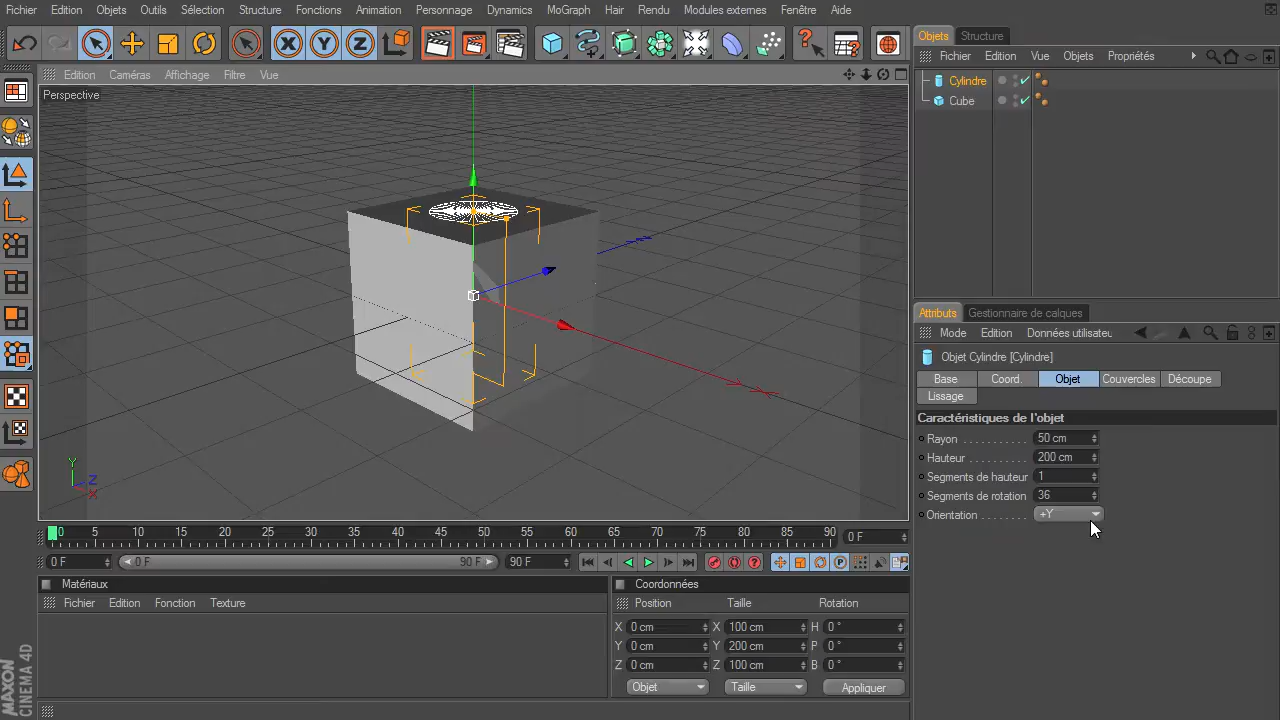 Fichier Edition Objets Outils Sélection Structure Fonctions Animation Personnage Dynamics MoGraph Hair Rendu Modules externes Fenêtre Aide
X Y Z
Objets Structure
Fichier Edition Vue Objets Propriétés
Edition Caméras Affichage Filtre Vue
Perspective
Cylindre
Cube
Y
Z
X
Attributs Gestionnaire de calques
Mode Edition Données utilisateu
Objet Cylindre [Cylindre]
Base Coord. Objet Couvercles Découpe
Lissage
Caractéristiques de l'objet
Rayon . . . . . . . . . . . 50 cm
Hauteur . . . . . . . . . 200 cm
Segments de hauteur 1
Segments de rotation 36
Orientation . . . . . . . . +Y
0 5 10 15 20 25 30 35 40 45 50 55 60 65 70 75 80 85 90 0 F
0 F 0 F 90 F 90 F
Matériaux
Fichier Edition Fonction Texture
Coordonnées
Position Taille Rotation
X 0 cm X 100 cm H 0 °
Y 0 cm Y 200 cm P 0 °
Z 0 cm Z 100 cm B 0 °
Objet Taille Appliquer
MAXON
CINEMA 4D